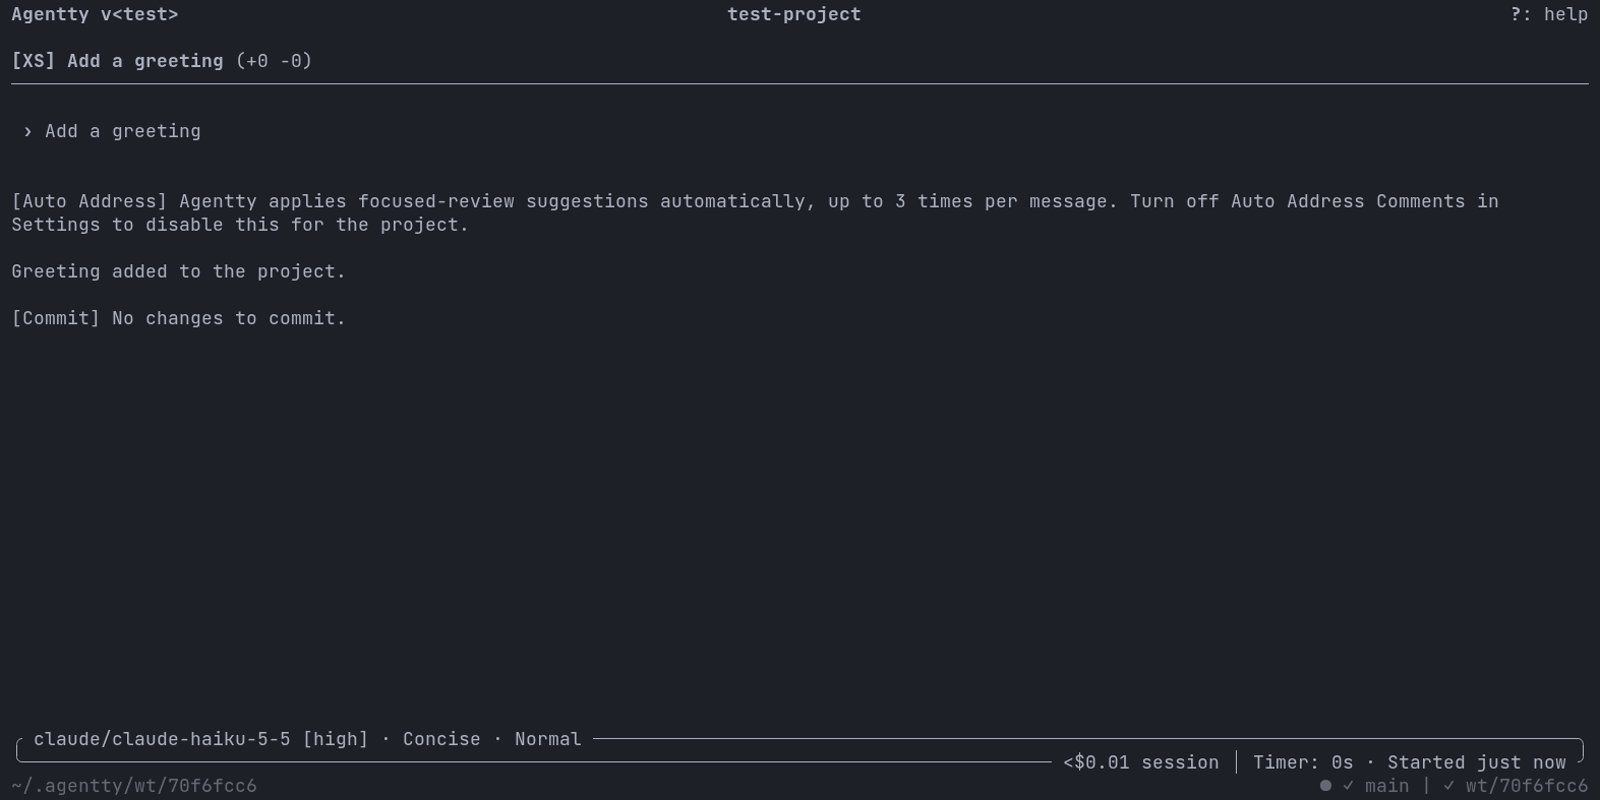 Agentty v<test> test-project ?: help
[XS] Add a greeting (+0 -0)
› Add a greeting
[Auto Address] Agentty applies focused-review suggestions automatically, up to 3 times per message. Turn off Auto Address Comments in
Settings to disable this for the project.
Greeting added to the project.
[Commit] No changes to commit.
claude/claude-haiku-5-5 [high] · Concise · Normal
<$0.01 session │ Timer: 0s · Started just now
~/.agentty/wt/70f6fcc6 ● ✓ main | ✓ wt/70f6fcc6